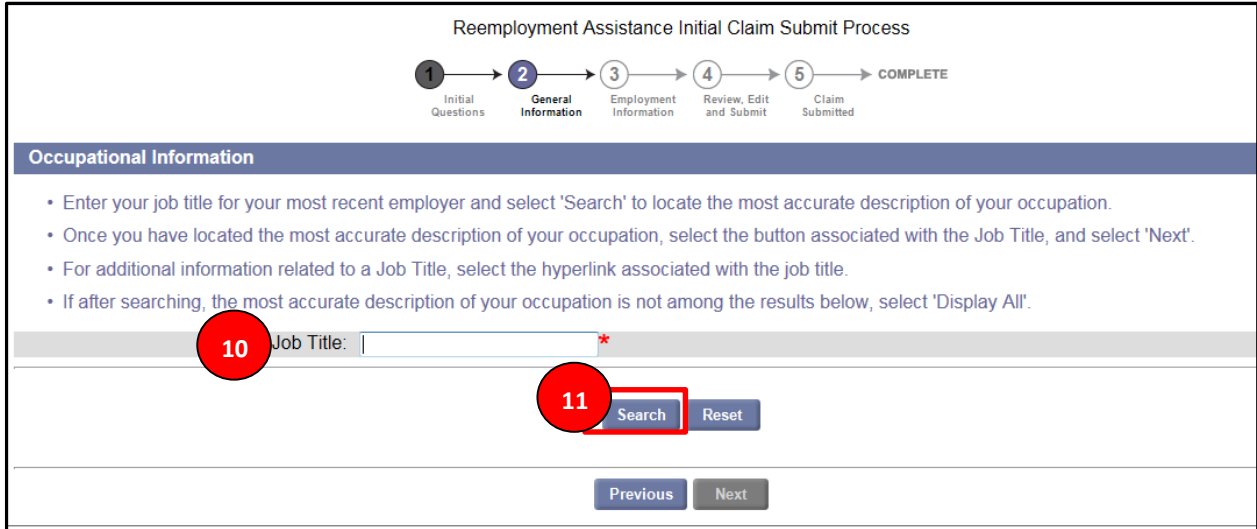 Reemployment Assistance Initial Claim Submit Process
1 2 3 4 5 COMPLETE
Initial Questions General Information Employment Information Review, Edit and Submit Claim Submitted
Occupational Information
• Enter your job title for your most recent employer and select 'Search' to locate the most accurate description of your occupation.
• Once you have located the most accurate description of your occupation, select the button associated with the Job Title, and select 'Next'.
• For additional information related to a Job Title, select the hyperlink associated with the job title.
• If after searching, the most accurate description of your occupation is not among the results below, select 'Display All'.
10 Job Title: *
11 Search Reset
Previous Next